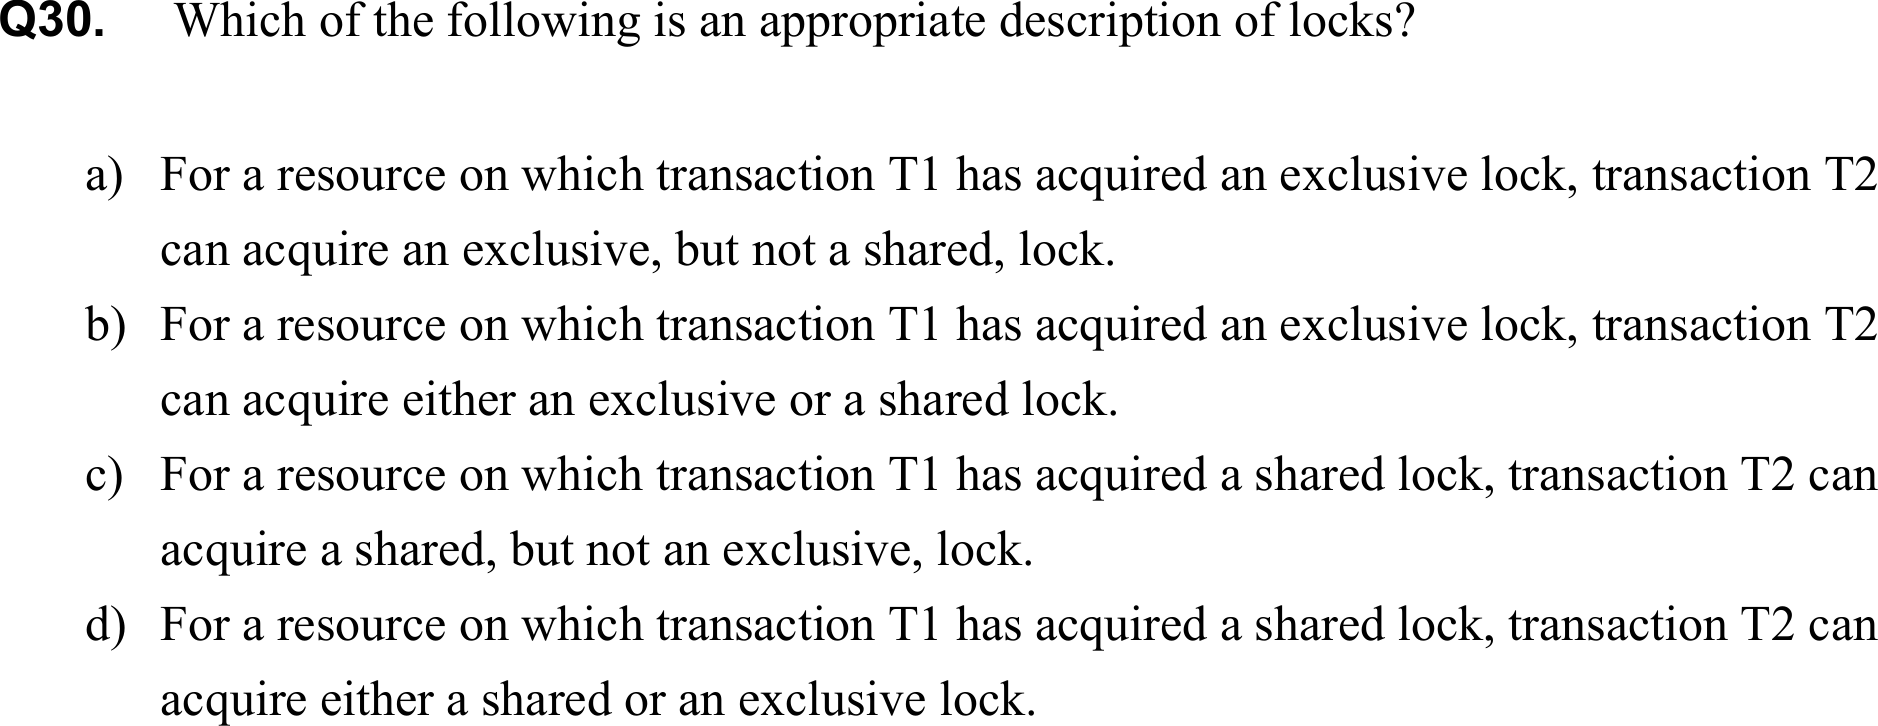 Q30. Which of the following is an appropriate description of locks?
a) For a resource on which transaction T1 has acquired an exclusive lock, transaction T2
can acquire an exclusive, but not a shared, lock.
b) For a resource on which transaction T1 has acquired an exclusive lock, transaction T2
can acquire either an exclusive or a shared lock.
c) For a resource on which transaction T1 has acquired a shared lock, transaction T2 can
acquire a shared, but not an exclusive, lock.
d) For a resource on which transaction T1 has acquired a shared lock, transaction T2 can
acquire either a shared or an exclusive lock.